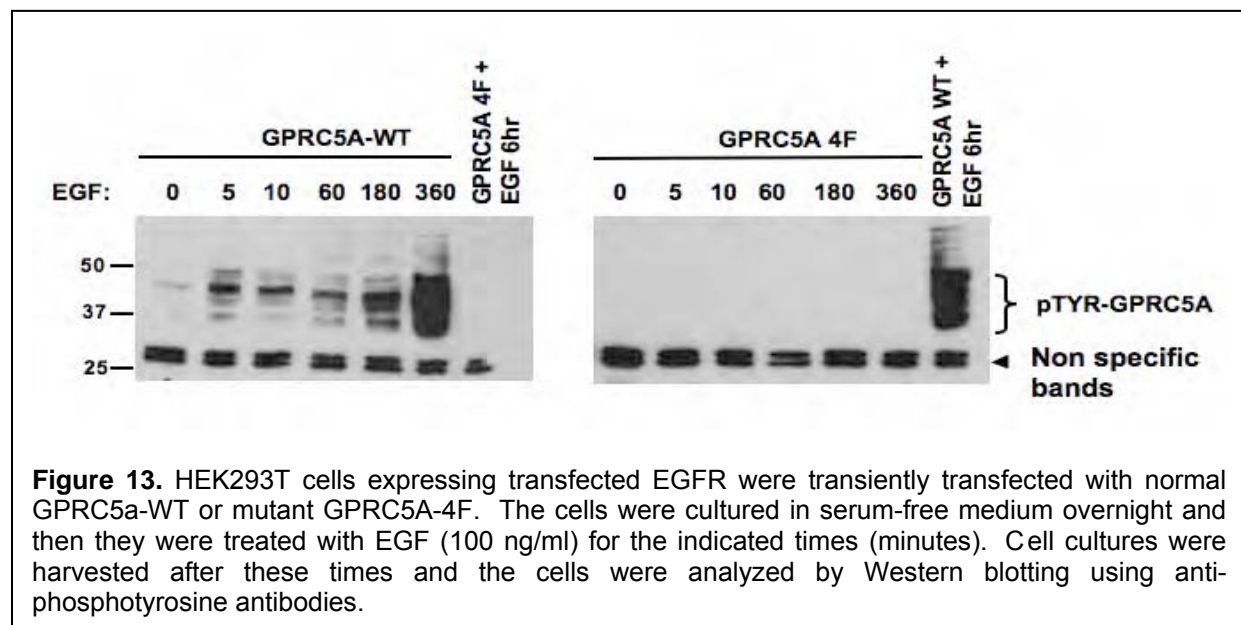 GPRC5A-WT
GPRC5A 4F +
EGF 6hr
GPRC5A 4F
GPRC5A WT +
EGF 6hr
EGF: 0 5 10 60 180 360
0 5 10 60 180 360
50
37
25
pTYR-GPRC5A
Non specific
bands
Figure 13. HEK293T cells expressing transfected EGFR were transiently transfected with normal
GPRC5a-WT or mutant GPRC5A-4F. The cells were cultured in serum-free medium overnight and
then they were treated with EGF (100 ng/ml) for the indicated times (minutes). Cell cultures were
harvested after these times and the cells were analyzed by Western blotting using anti-
phosphotyrosine antibodies.